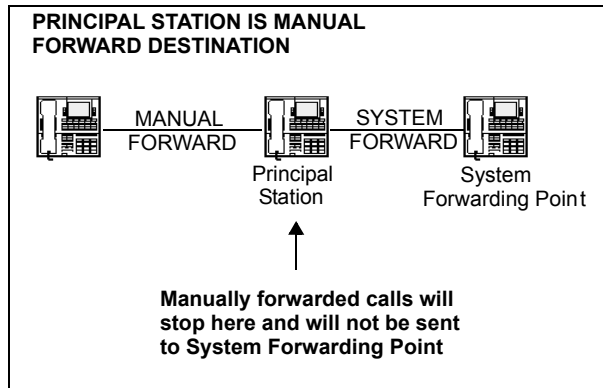 PRINCIPAL STATION IS MANUAL
FORWARD DESTINATION
MANUAL
FORWARD
SYSTEM
FORWARD
Principal
Station
System
Forwarding Point
Manually forwarded calls will
stop here and will not be sent
to System Forwarding Point